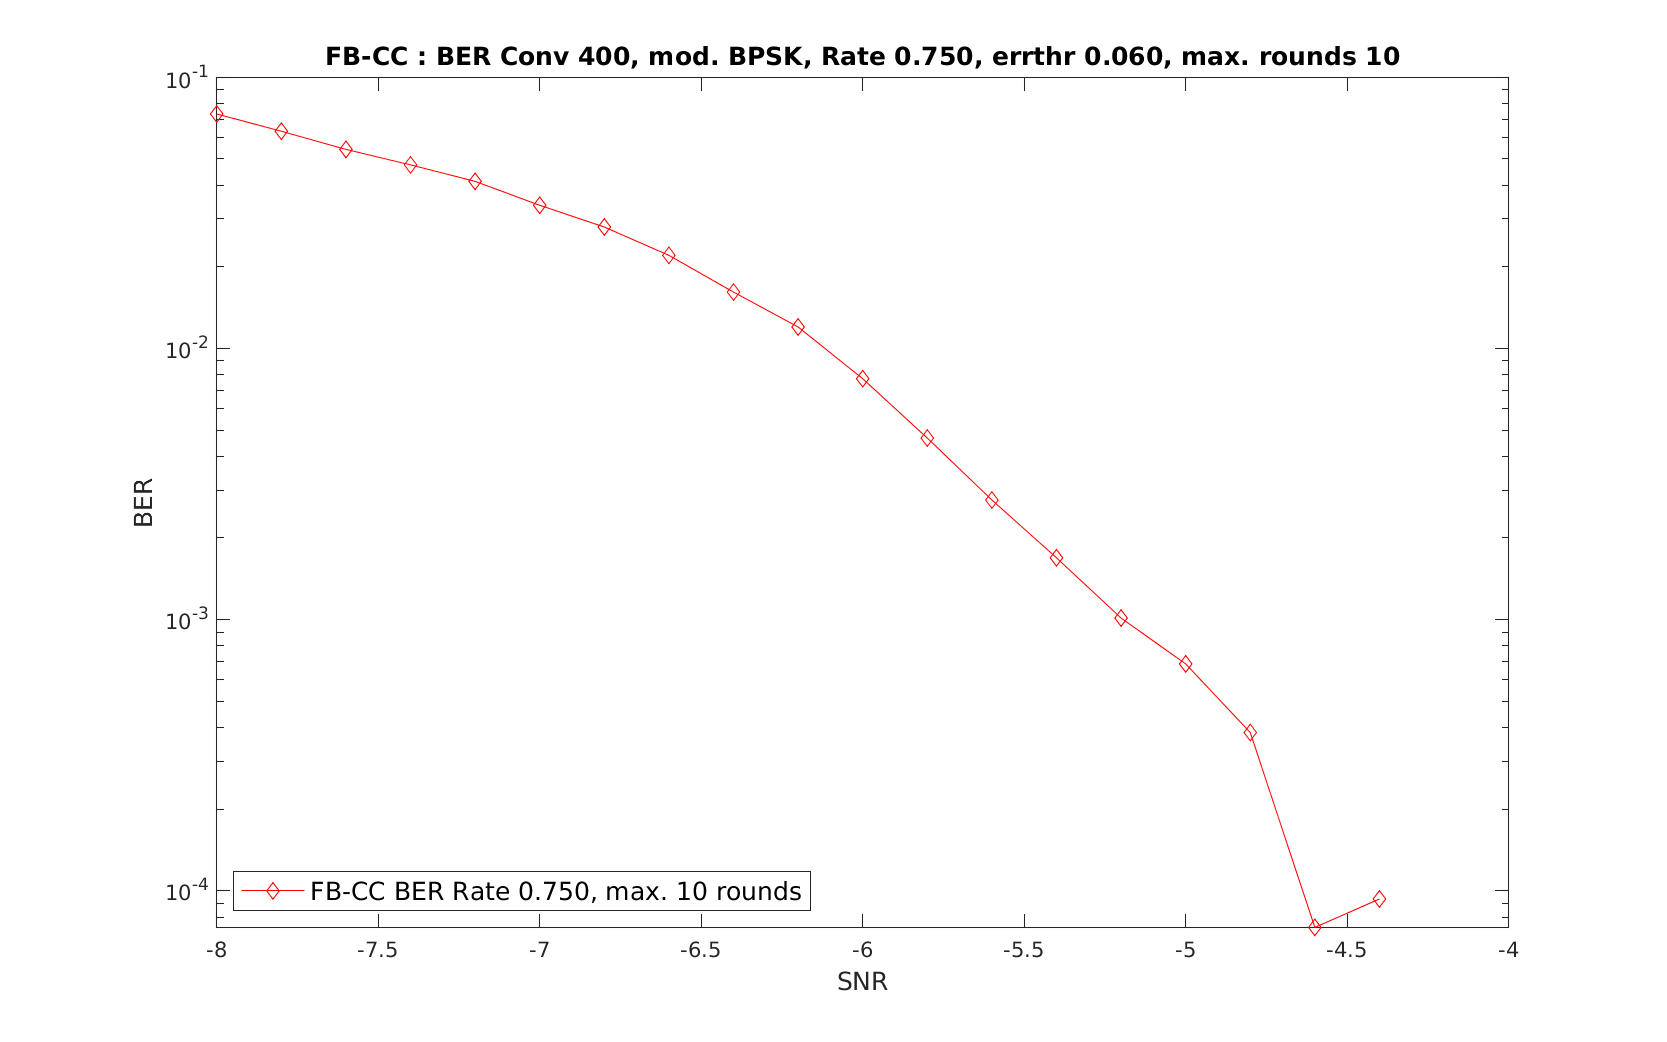 FB-CC : BER Conv 400, mod. BPSK, Rate 0.750, errthr 0.060, max. rounds 10
10^-1
10^-2
10^-3
10^-4
BER
FB-CC BER Rate 0.750, max. 10 rounds
-8 -7.5 -7 -6.5 -6 -5.5 -5 -4.5 -4
SNR